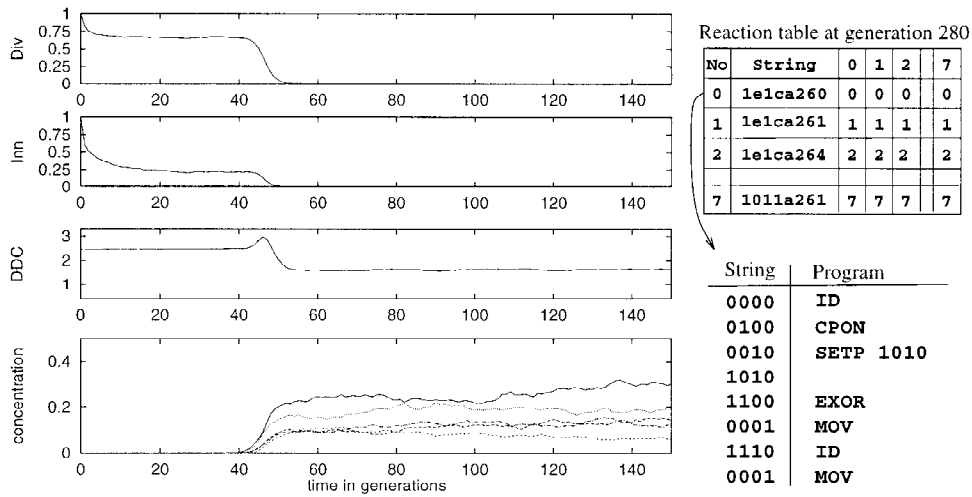 1
0.75
0.5
0.25
0
Div
0 20 40 60 80 100 120 140
1
0.75
0.5
0.25
0
Inn
0 20 40 60 80 100 120 140
3
2
1
DDC
0 20 40 60 80 100 120 140
0.4
0.2
0
concentration
0 20 40 60 80 100 120 140
time in generations
Reaction table at generation 280
No String 0 1 2 7
0 1e1ca260 0 0 0 0
1 1e1ca261 1 1 1 1
2 1e1ca264 2 2 2 2
7 1011a261 7 7 7 7
String Program
0000 ID
0100 CPON
0010 SETP 1010
1010
1100 EXOR
0001 MOV
1110 ID
0001 MOV